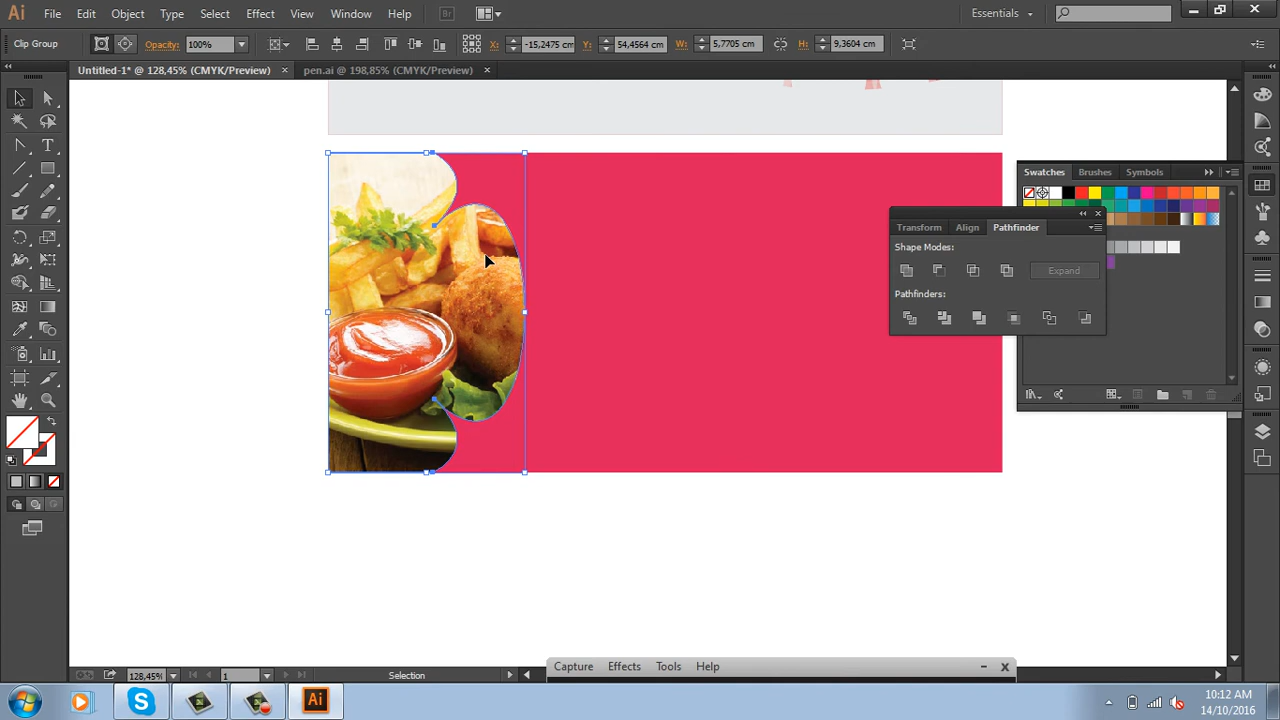 Ai File Edit Object Type Select Effect View Window Help Br Essentials
Clip Group Opacity: 100% X: -15,2475 cm Y: 54,4564 cm W: 5,7705 cm H: 9,3604 cm
Untitled-1* @ 128,45% (CMYK/Preview) pen.ai @ 198,85% (CMYK/Preview)
Swatches Brushes Symbols
Transform Align Pathfinder
Shape Modes:
Expand
Pathfinders:
Capture Effects Tools Help
128,45% 1 Selection
Ai
10:12 AM
14/10/2016